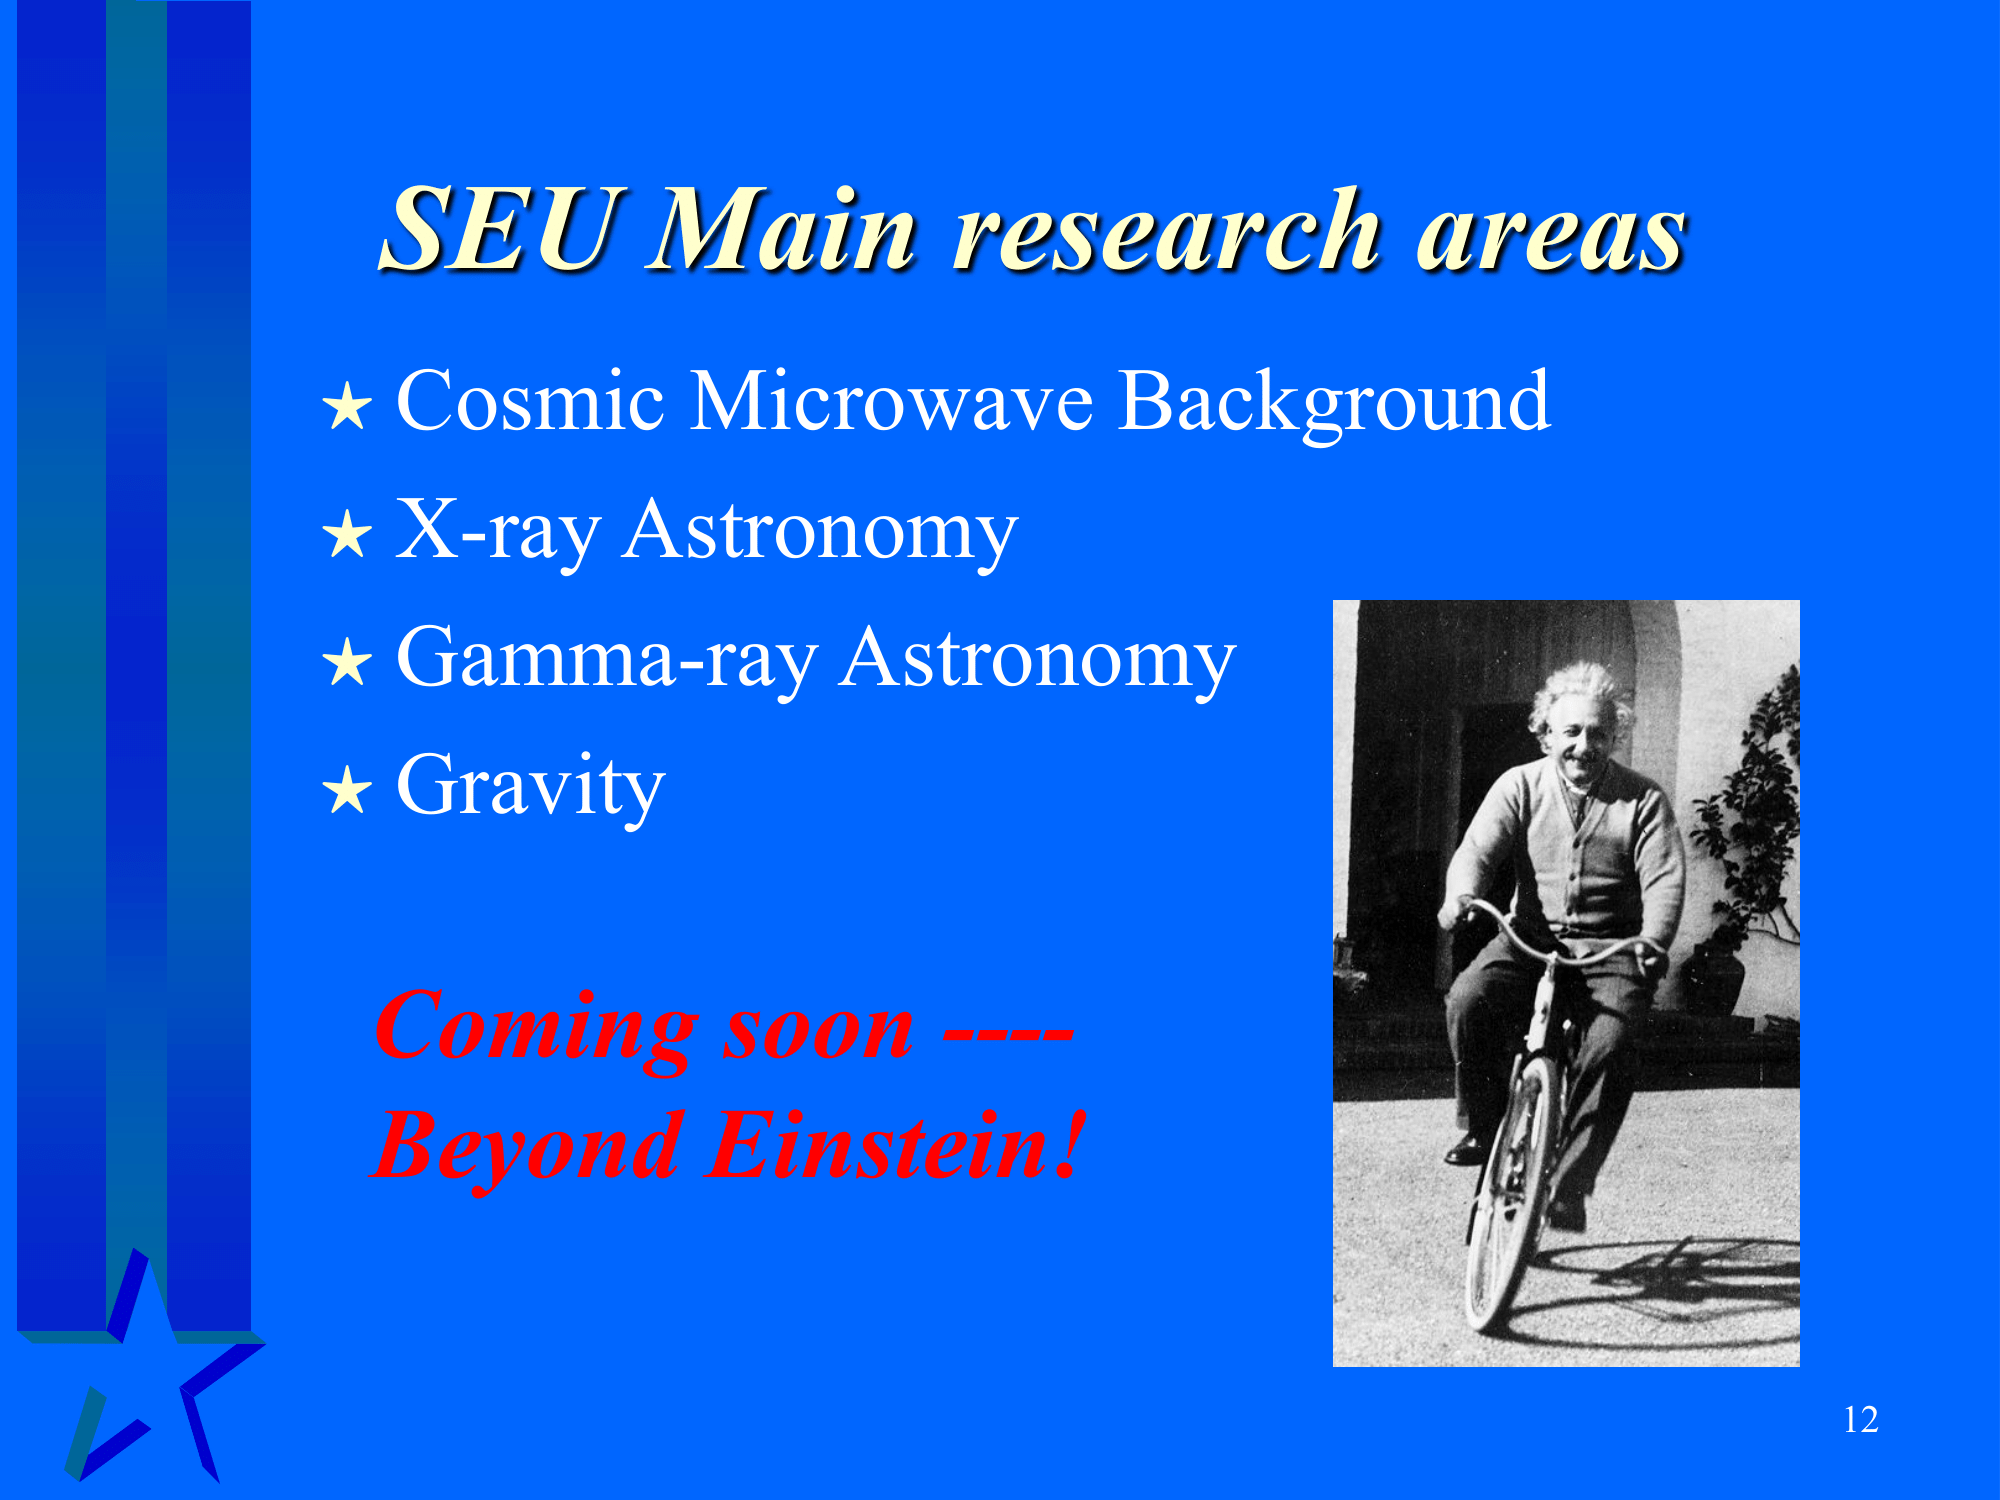 SEU Main research areas
Cosmic Microwave Background
X-ray Astronomy
Gamma-ray Astronomy
Gravity
Coming soon ----
Beyond Einstein!
12